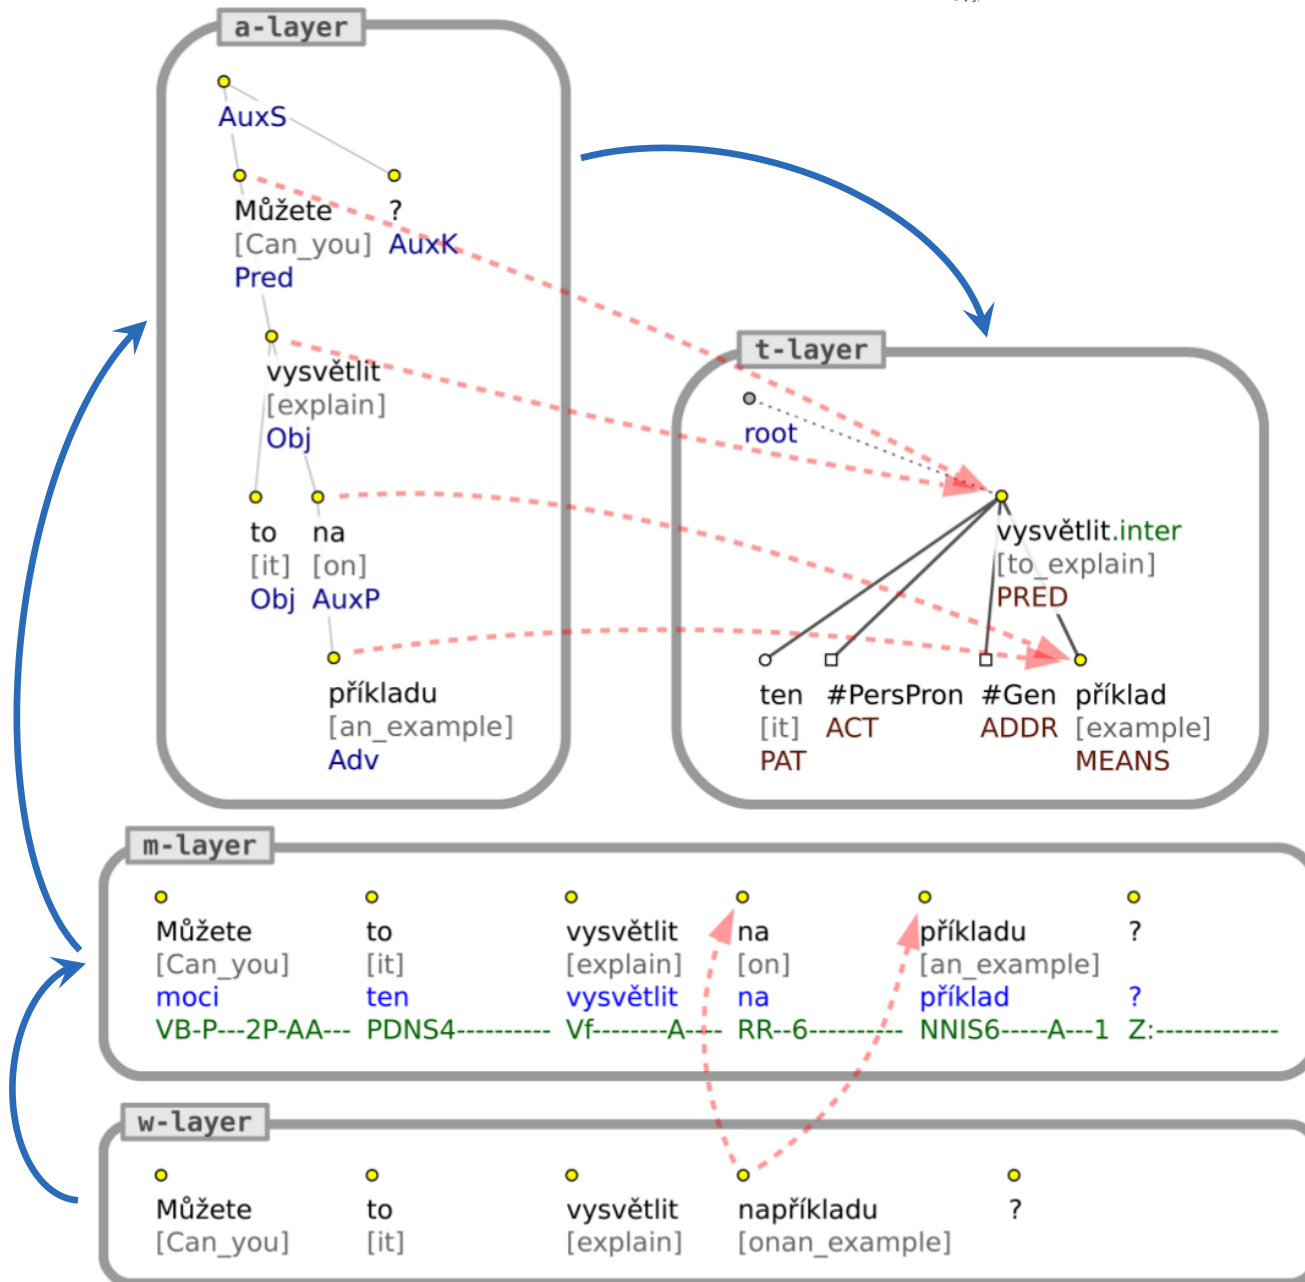 a-layer
AuxS
Můžete ?
[Can_you] AuxK
Pred
vysvětlit
[explain]
Obj
to na
[it] [on]
Obj AuxP
příkladu
[an_example]
Adv
t-layer
root
vysvětlit.inter
[to_explain]
PRED
ten #PersPron #Gen příklad
[it] ACT ADDR [example]
PAT MEANS
m-layer
Můžete to vysvětlit na příkladu ?
[Can_you] [it] [explain] [on] [an_example]
moci ten vysvětlit na příklad ?
VB-P---2P-AA--- PDNS4---------- Vf--------A---- RR--6---------- NNIS6-----A---1 Z:-------------
w-layer
Můžete to vysvětlit napříkladu ?
[Can_you] [it] [explain] [onan_example]